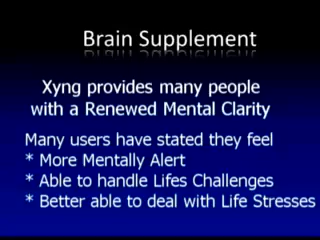 Brain Supplement
Xyng provides many people
with a Renewed Mental Clarity
Many users have stated they feel
* More Mentally Alert
* Able to handle Lifes Challenges
* Better able to deal with Life Stresses